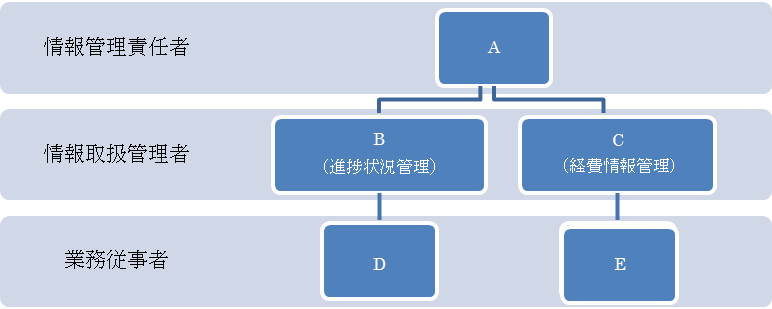 情報管理責任者
A
情報取扱管理者
B
（進捗状況管理）
C
（経費情報管理）
業務従事者
D
E